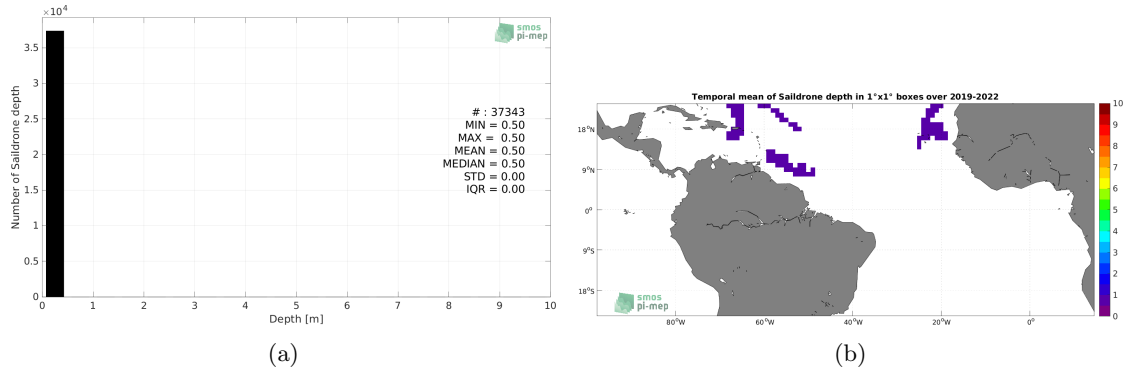 ×10⁴
3.5
3
2.5
2
1.5
1
0.5
0
Number of Saildrone depth
smos
pi-mep
# : 37343
MIN = 0.50
MAX = 0.50
MEAN = 0.50
MEDIAN = 0.50
STD = 0.00
IQR = 0.00
0 1 2 3 4 5 6 7 8 9 10
Depth [m]
(a)
Temporal mean of Saildrone depth in 1°x1° boxes over 2019-2022
18°N
9°N
0°
9°S
18°S
smos
pi-mep
80°W 60°W 40°W 20°W 0°
10
9
8
7
6
5
4
3
2
1
0
(b)